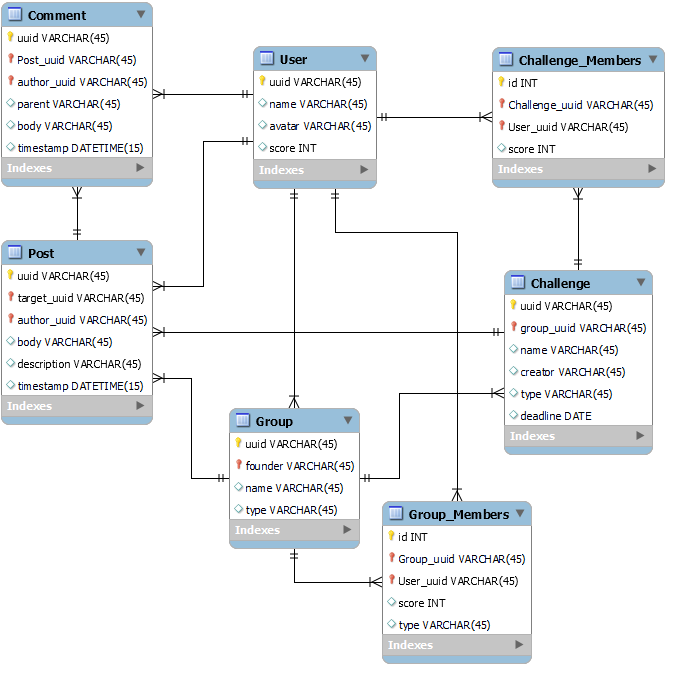 Comment
uuid VARCHAR(45)
Post_uuid VARCHAR(45)
author_uuid VARCHAR(45)
parent VARCHAR(45)
body VARCHAR(45)
timestamp DATETIME(15)
Indexes
User
uuid VARCHAR(45)
name VARCHAR(45)
avatar VARCHAR(45)
score INT
Indexes
Challenge_Members
id INT
Challenge_uuid VARCHAR(45)
User_uuid VARCHAR(45)
score INT
Indexes
Post
uuid VARCHAR(45)
target_uuid VARCHAR(45)
author_uuid VARCHAR(45)
body VARCHAR(45)
description VARCHAR(45)
timestamp DATETIME(15)
Indexes
Challenge
uuid VARCHAR(45)
group_uuid VARCHAR(45)
name VARCHAR(45)
creator VARCHAR(45)
type VARCHAR(45)
deadline DATE
Indexes
Group
uuid VARCHAR(45)
founder VARCHAR(45)
name VARCHAR(45)
type VARCHAR(45)
Indexes
Group_Members
id INT
Group_uuid VARCHAR(45)
User_uuid VARCHAR(45)
score INT
type VARCHAR(45)
Indexes